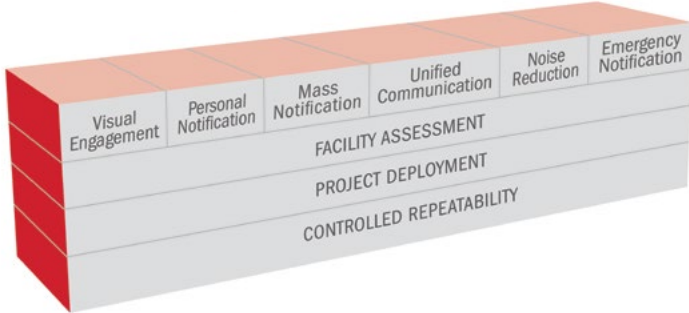 Visual
Engagement
Personal
Notification
Mass
Notification
Unified
Communication
Noise
Reduction
Emergency
Notification
FACILITY ASSESSMENT
PROJECT DEPLOYMENT
CONTROLLED REPEATABILITY